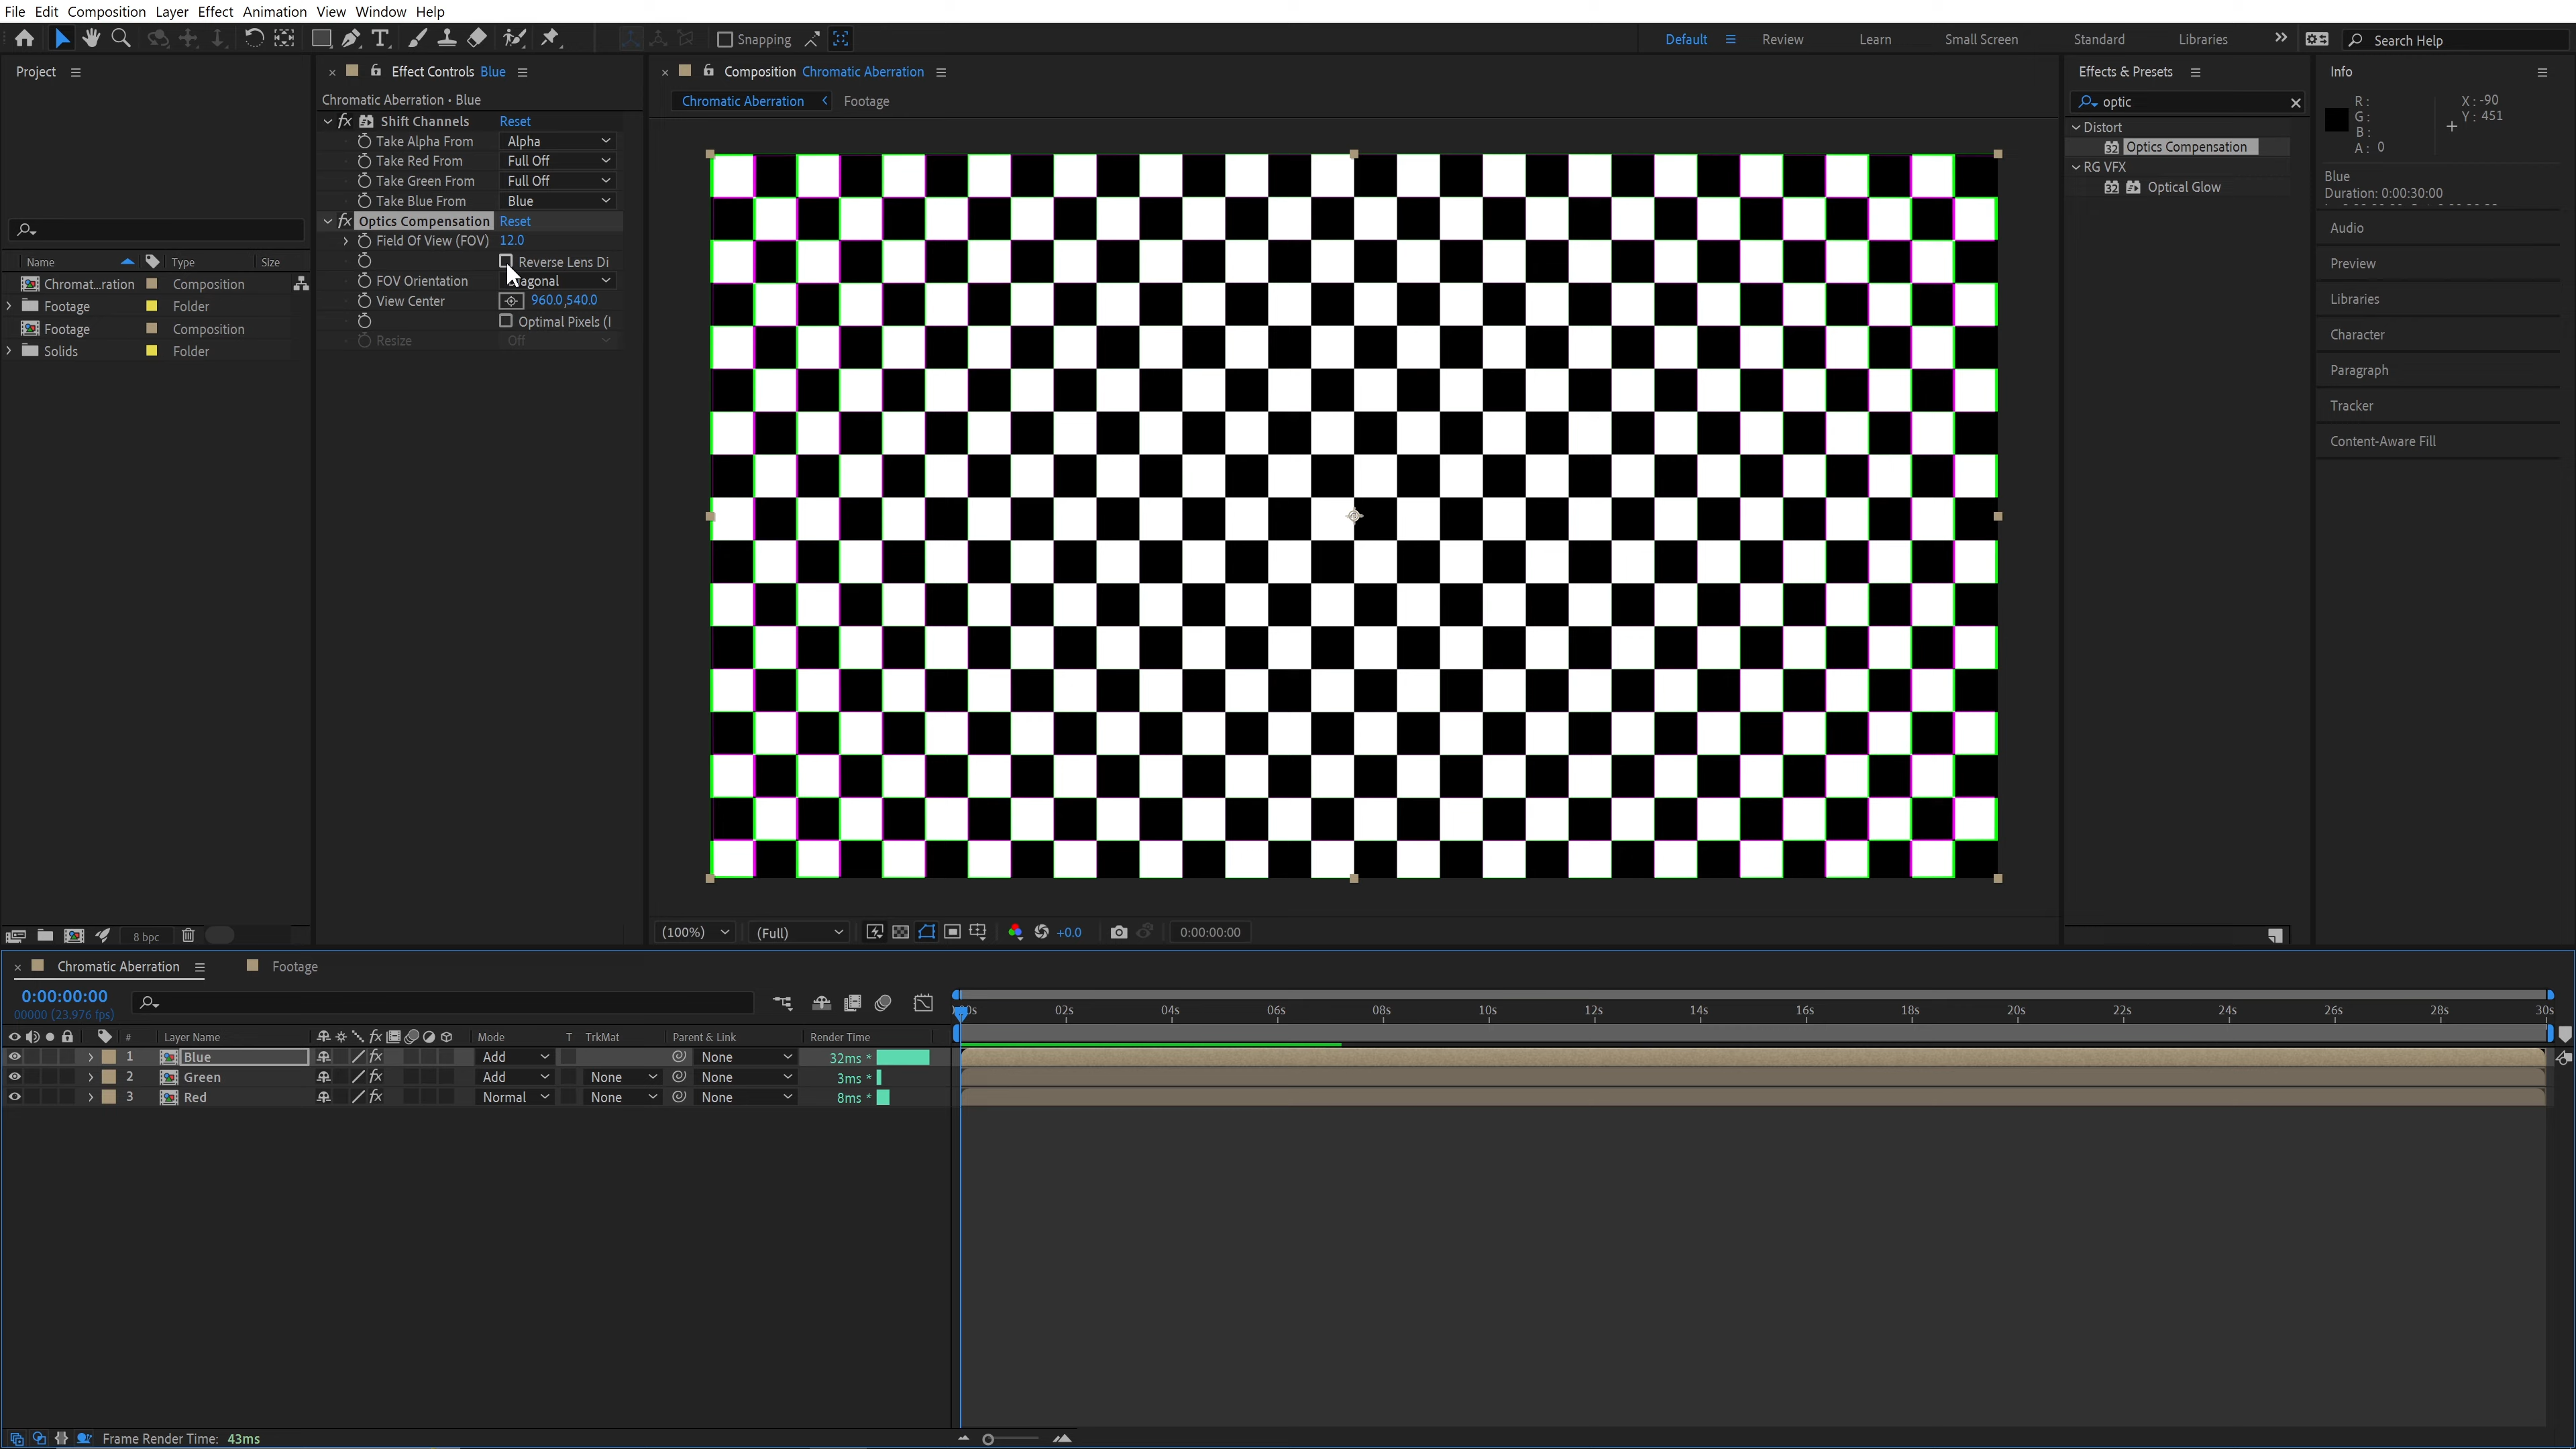 File Edit Composition Layer Effect Animation View Window Help
Snapping Default Review Learn Small Screen Standard Libraries Search Help
Project
Name Type Size
Chromat...ration Composition
Footage Folder
Footage Composition
Solids Folder
8 bpc
Effect Controls Blue
Chromatic Aberration • Blue
Shift Channels Reset
Take Alpha From Alpha
Take Red From Full Off
Take Green From Full Off
Take Blue From Blue
Optics Compensation Reset
Field Of View (FOV) 12.0
Reverse Lens Di
FOV Orientation agonal
View Center 960.0,540.0
Optimal Pixels (I
Resize Off
Composition Chromatic Aberration
Chromatic Aberration Footage
(100%) (Full) +0.0 0:00:00:00
Effects & Presets
optic
Distort
32 Optics Compensation
RG VFX
32 Optical Glow
Info
R: X: -90
G: Y: 451
B:
A: 0
Blue
Duration: 0:00:30:00
Audio
Preview
Libraries
Character
Paragraph
Tracker
Content-Aware Fill
Chromatic Aberration Footage
0:00:00:00
00000 (23.976 fps)
02s 04s 06s 08s 10s 12s 14s 16s 18s 20s 22s 24s 26s 28s 30s
# Layer Name Mode T TrkMat Parent & Link Render Time
1 Blue Add None 32ms *
2 Green Add None None 3ms *
3 Red Normal None None 8ms *
Frame Render Time: 43ms